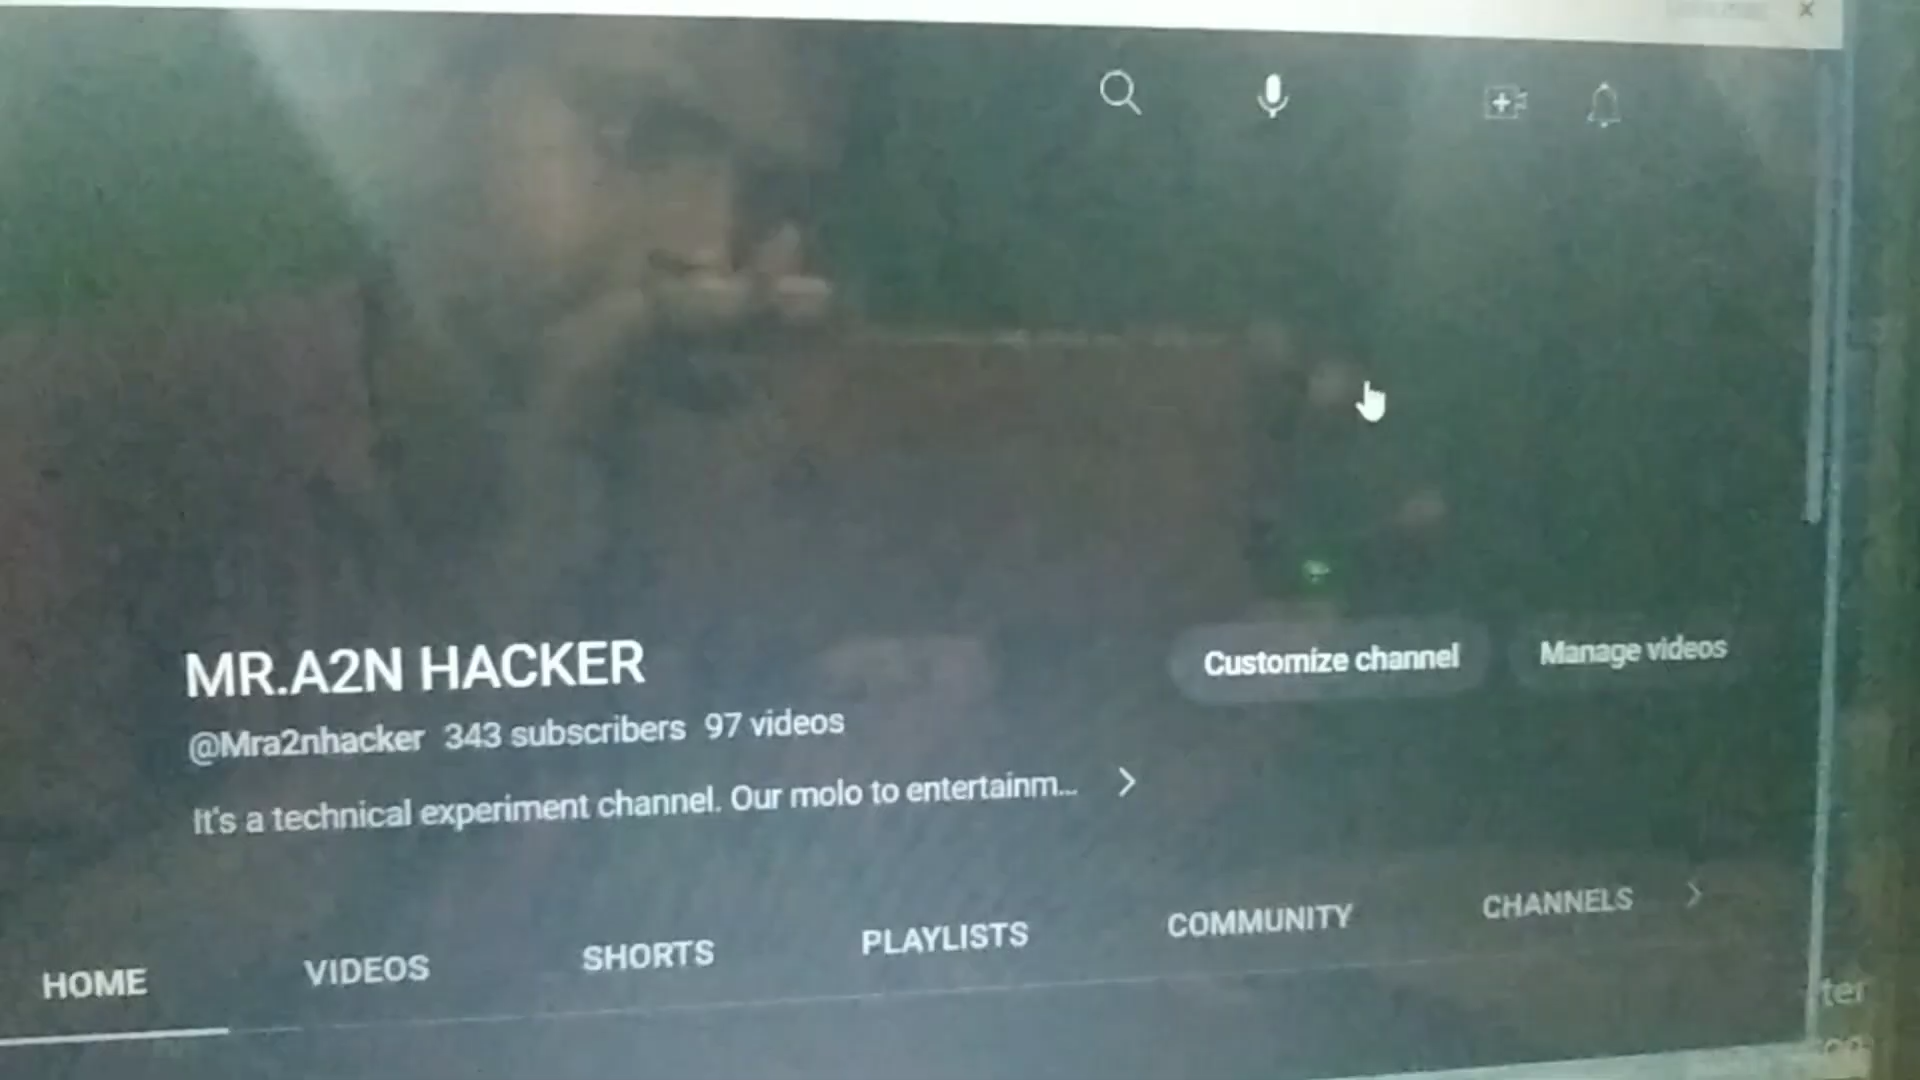 MR.A2N HACKER
Customize channel
Manage videos
@Mra2nhacker 343 subscribers 97 videos
It's a technical experiment channel. Our molo to entertainm...
HOME VIDEOS SHORTS PLAYLISTS COMMUNITY CHANNELS
ter